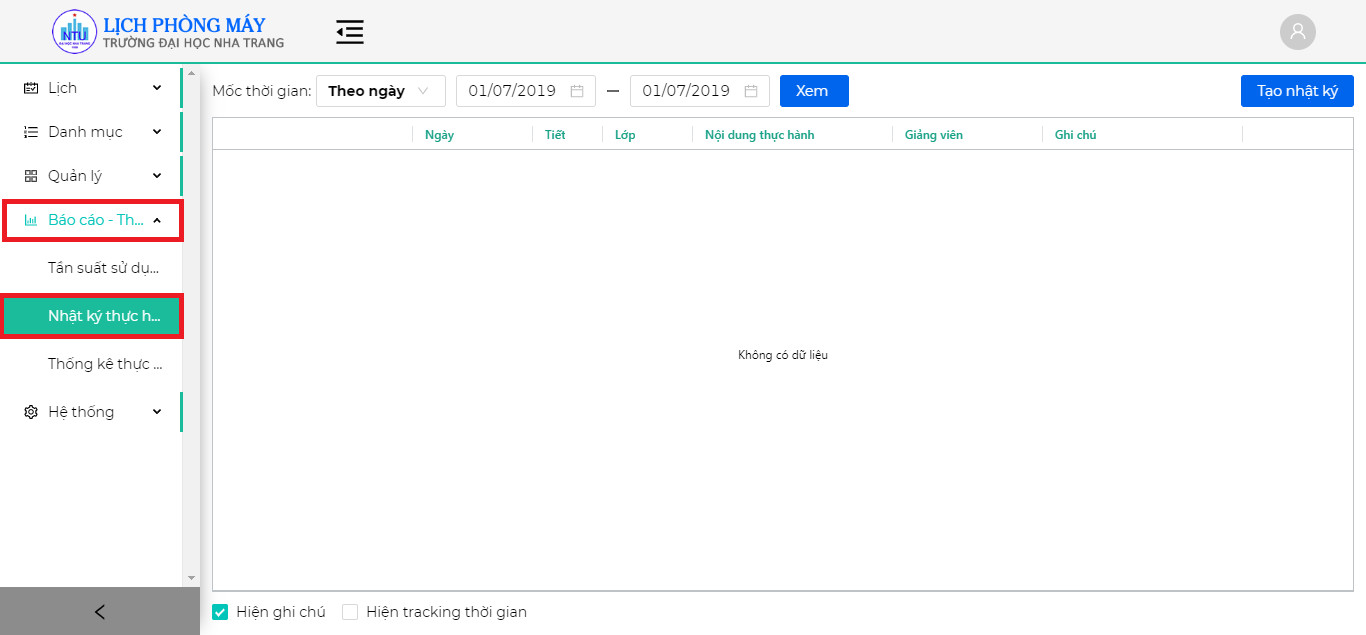 NTU
LỊCH PHÒNG MÁY
TRƯỜNG ĐẠI HỌC NHA TRANG
Lịch
Danh mục
Quản lý
Báo cáo - Th...
Tần suất sử dụ...
Nhật ký thực h...
Thống kê thực ...
Hệ thống
Mốc thời gian: Theo ngày 01/07/2019 — 01/07/2019 Xem Tạo nhật ký
Ngày Tiết Lớp Nội dung thực hành Giảng viên Ghi chú
Không có dữ liệu
Hiện ghi chú Hiện tracking thời gian